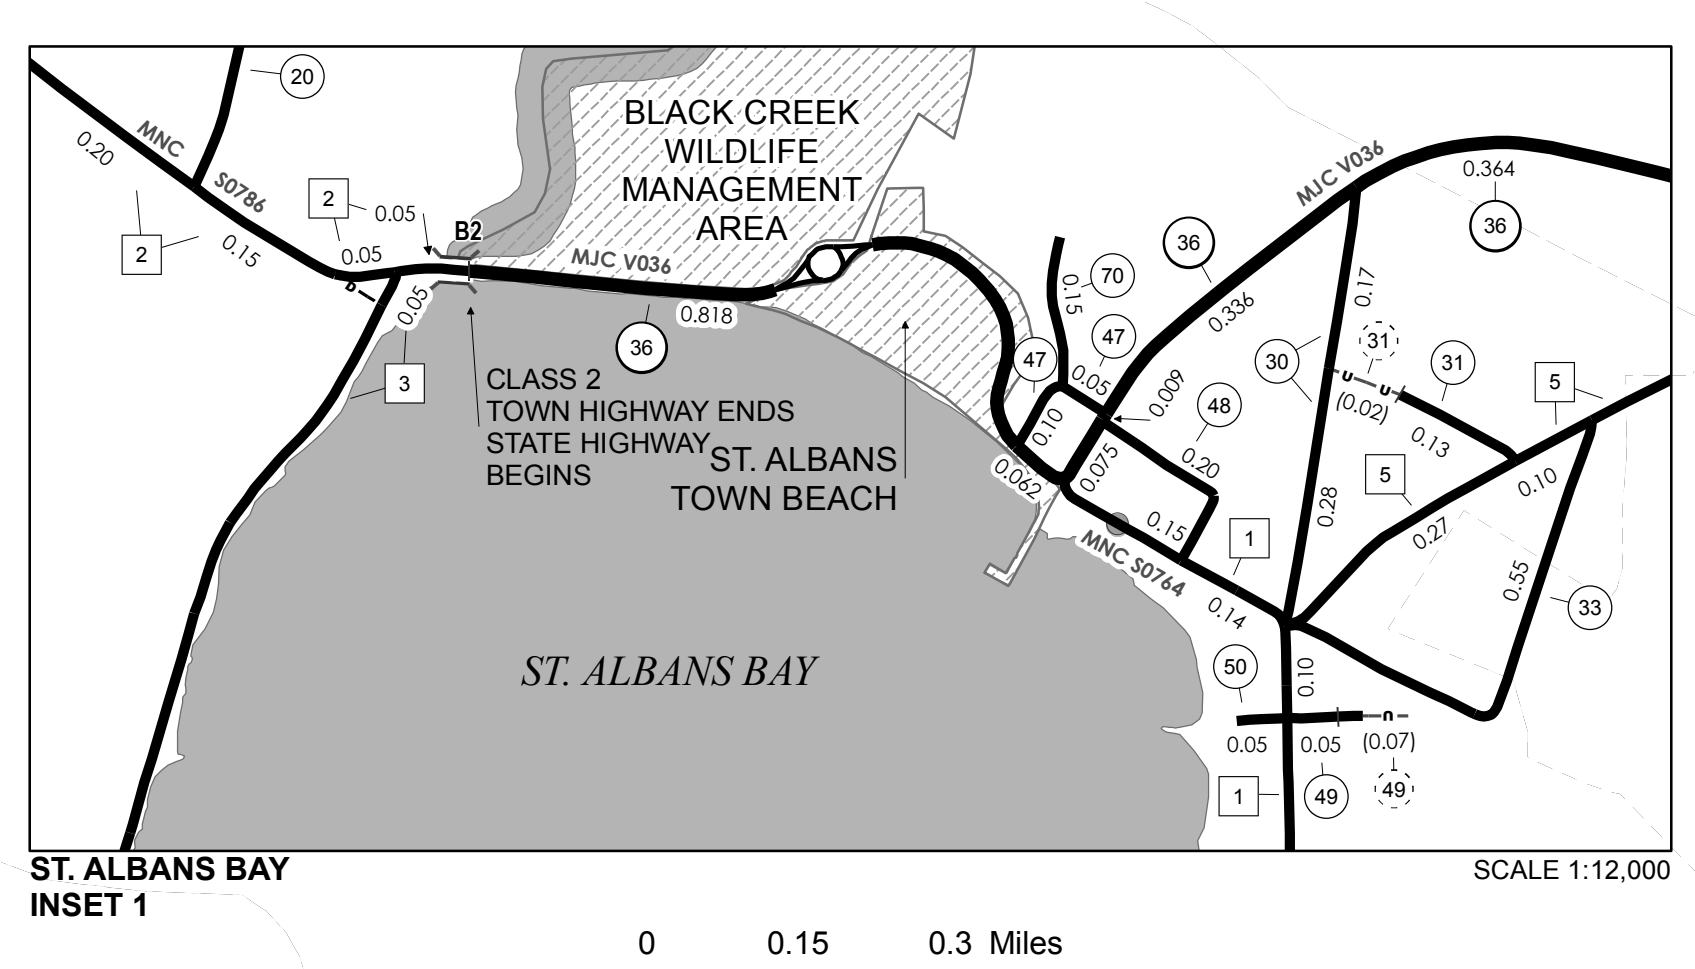 20
MNC
0.20
S0786
2
0.05
2
0.15
0.05
B2
BLACK CREEK
WILDLIFE
MANAGEMENT
AREA
MJC V036
0.818
36
D
0.05
3
CLASS 2
TOWN HIGHWAY ENDS
STATE HIGHWAY
BEGINS
ST. ALBANS
TOWN BEACH
MJC V036
0.364
36
36
0.336
70
0.15
47
47
0.05
0.009
0.10
48
0.075
0.20
0.062
0.15
MNC S0764
1
0.14
0.17
30
31
31
U
U
(0.02)
0.13
5
5
0.10
0.28
0.27
0.55
33
50
0.10
n
0.05
0.05
(0.07)
1
49
49
ST. ALBANS BAY
ST. ALBANS BAY
INSET 1
SCALE 1:12,000
0 0.15 0.3 Miles